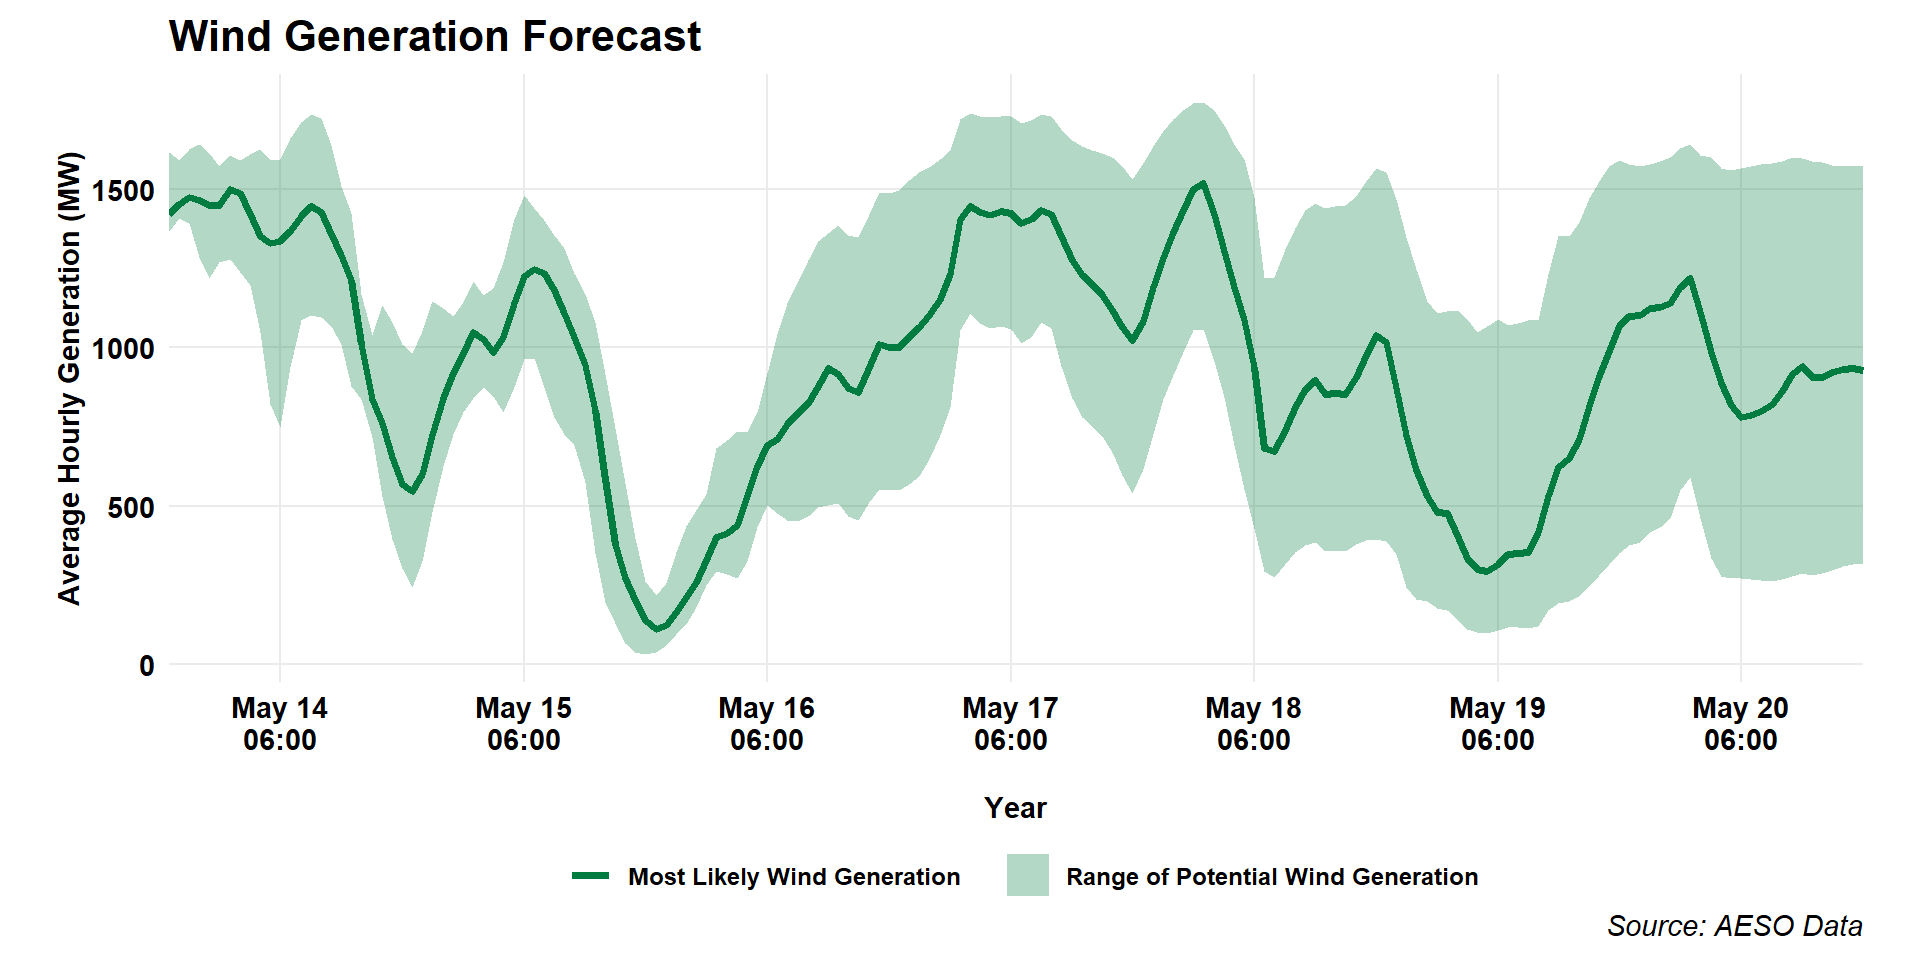 Wind Generation Forecast
Average Hourly Generation (MW)
1500
1000
500
0
May 14 May 15 May 16 May 17 May 18 May 19 May 20
06:00 06:00 06:00 06:00 06:00 06:00 06:00
Year
Most Likely Wind Generation Range of Potential Wind Generation
Source: AESO Data